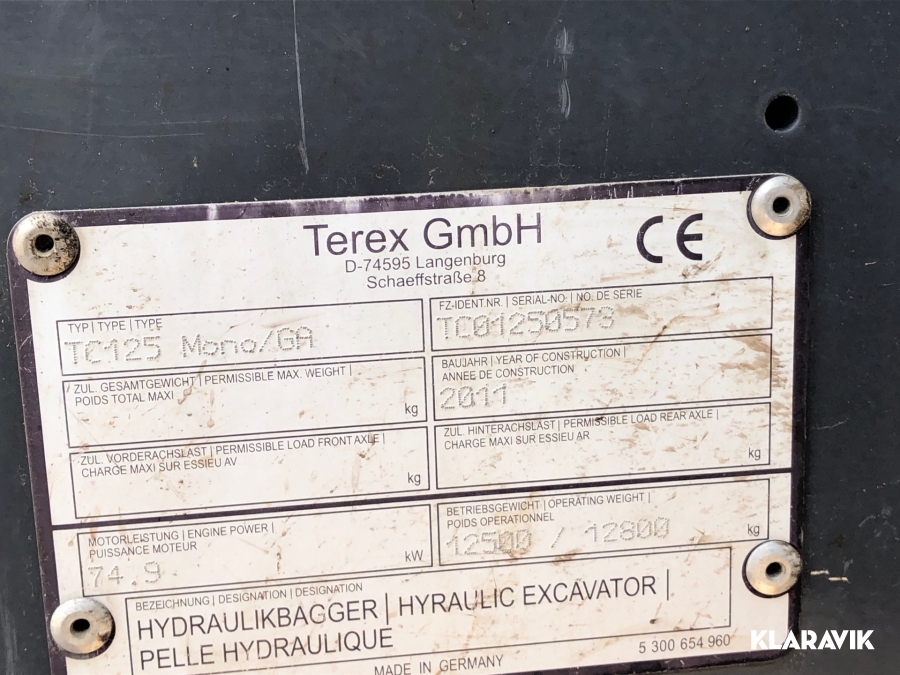 Terex GmbH
CE
D-74595 Langenburg
Schaeffstraße 8
TYP | TYPE | TYPE
TC125 Mono/GA
FZ-IDENT.NR. | SERIAL-NO. | NO. DE SERIE
TC01250573
ZUL. GESAMTGEWICHT | PERMISSIBLE MAX. WEIGHT |
POIDS TOTAL MAXI
kg
BAUJAHR | YEAR OF CONSTRUCTION |
ANNEE DE CONSTRUCTION
2011
ZUL. VORDERACHSLAST | PERMISSIBLE LOAD FRONT AXLE |
CHARGE MAXI SUR ESSIEU AV
kg
ZUL. HINTERACHSLAST | PERMISSIBLE LOAD REAR AXLE |
CHARGE MAXI SUR ESSIEU AR
kg
MOTORLEISTUNG | ENGINE POWER |
PUISSANCE MOTEUR
74.9 kW
BETRIEBSGEWICHT | OPERATING WEIGHT |
POIDS OPERATIONNEL
12500 / 12800 kg
BEZEICHNUNG | DESIGNATION | DESIGNATION
HYDRAULIKBAGGER | HYRAULIC EXCAVATOR |
PELLE HYDRAULIQUE
5 300 654 960
MADE IN GERMANY
KLARAVIK